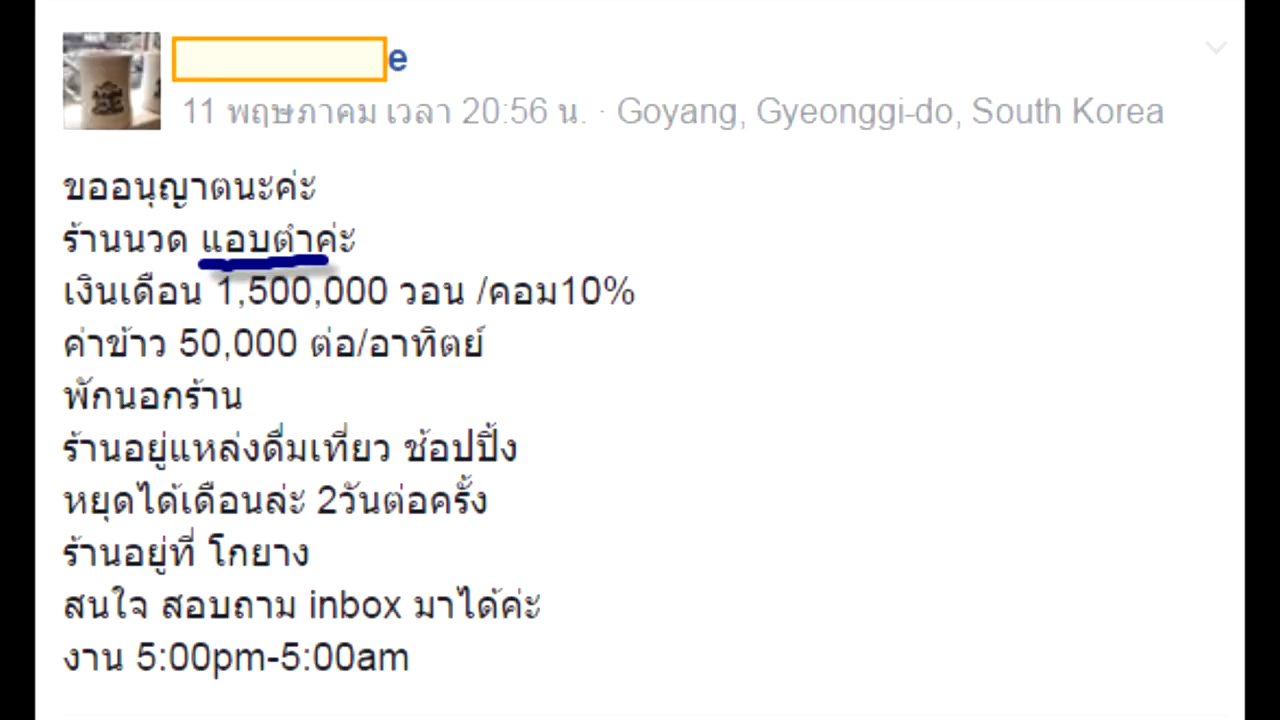 e
11 พฤษภาคม เวลา 20:56 น. · Goyang, Gyeonggi-do, South Korea
ขออนุญาตนะค่ะ
ร้านนวด แอบตำค่ะ
เงินเดือน 1,500,000 วอน /คอม10%
ค่าข้าว 50,000 ต่อ/อาทิตย์
พักนอกร้าน
ร้านอยู่แหล่งดื่มเที่ยว ช้อปปิ้ง
หยุดได้เดือนล่ะ 2วันต่อครั้ง
ร้านอยู่ที่ โกยาง
สนใจ สอบถาม inbox มาได้ค่ะ
งาน 5:00pm-5:00am